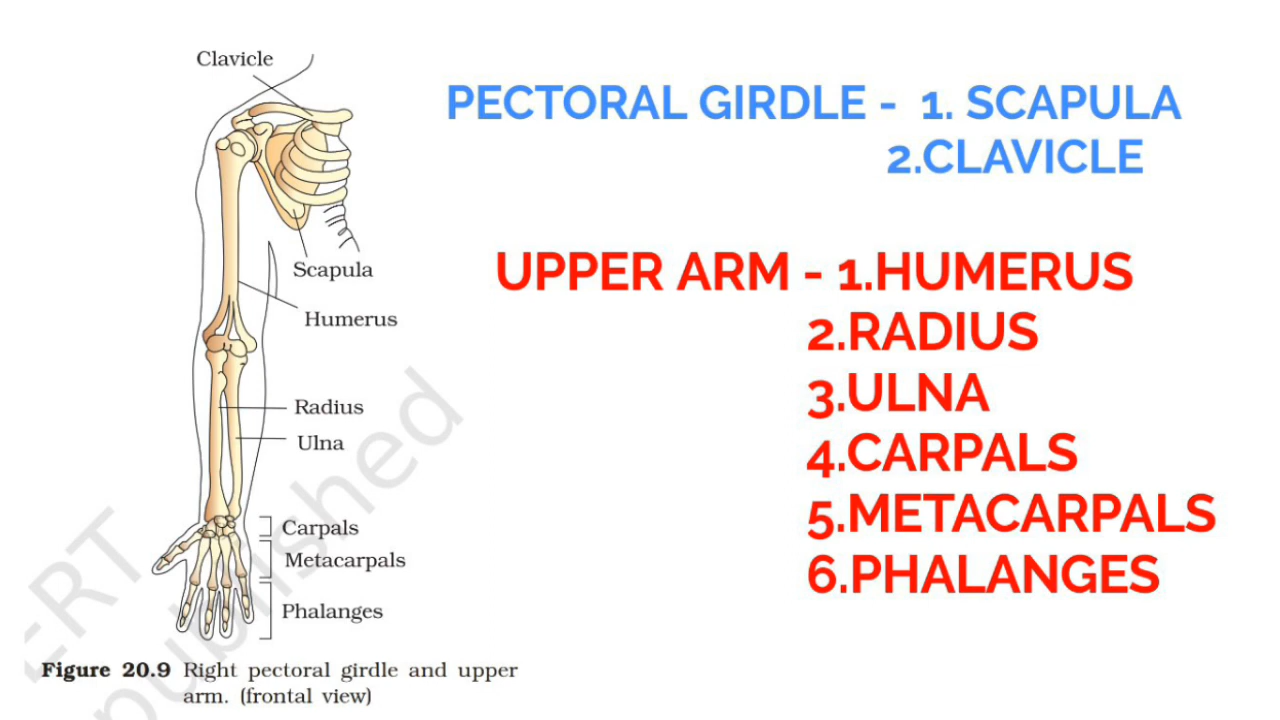 Clavicle
PECTORAL GIRDLE - 1. SCAPULA
2.CLAVICLE
Scapula
UPPER ARM - 1.HUMERUS
Humerus
2.RADIUS
3.ULNA
Radius
Ulna
4.CARPALS
Carpals
5.METACARPALS
Metacarpals
6.PHALANGES
Phalanges
Figure 20.9 Right pectoral girdle and upper
arm. (frontal view)
ERT
published